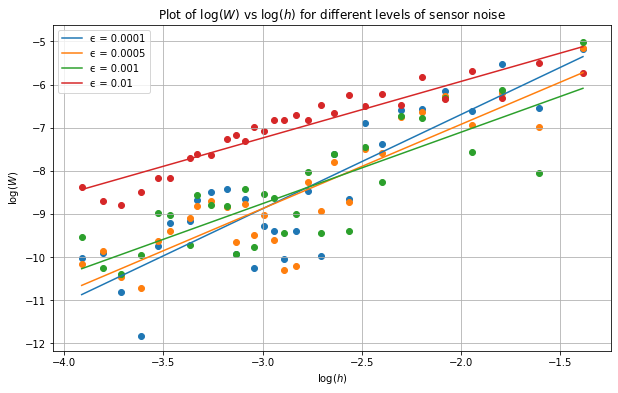 Plot of log(W) vs log(h) for different levels of sensor noise
ϵ = 0.0001
ϵ = 0.0005
ϵ = 0.001
ϵ = 0.01
log(W)
−5
−6
−7
−8
−9
−10
−11
−12
−4.0 −3.5 −3.0 −2.5 −2.0 −1.5
log(h)